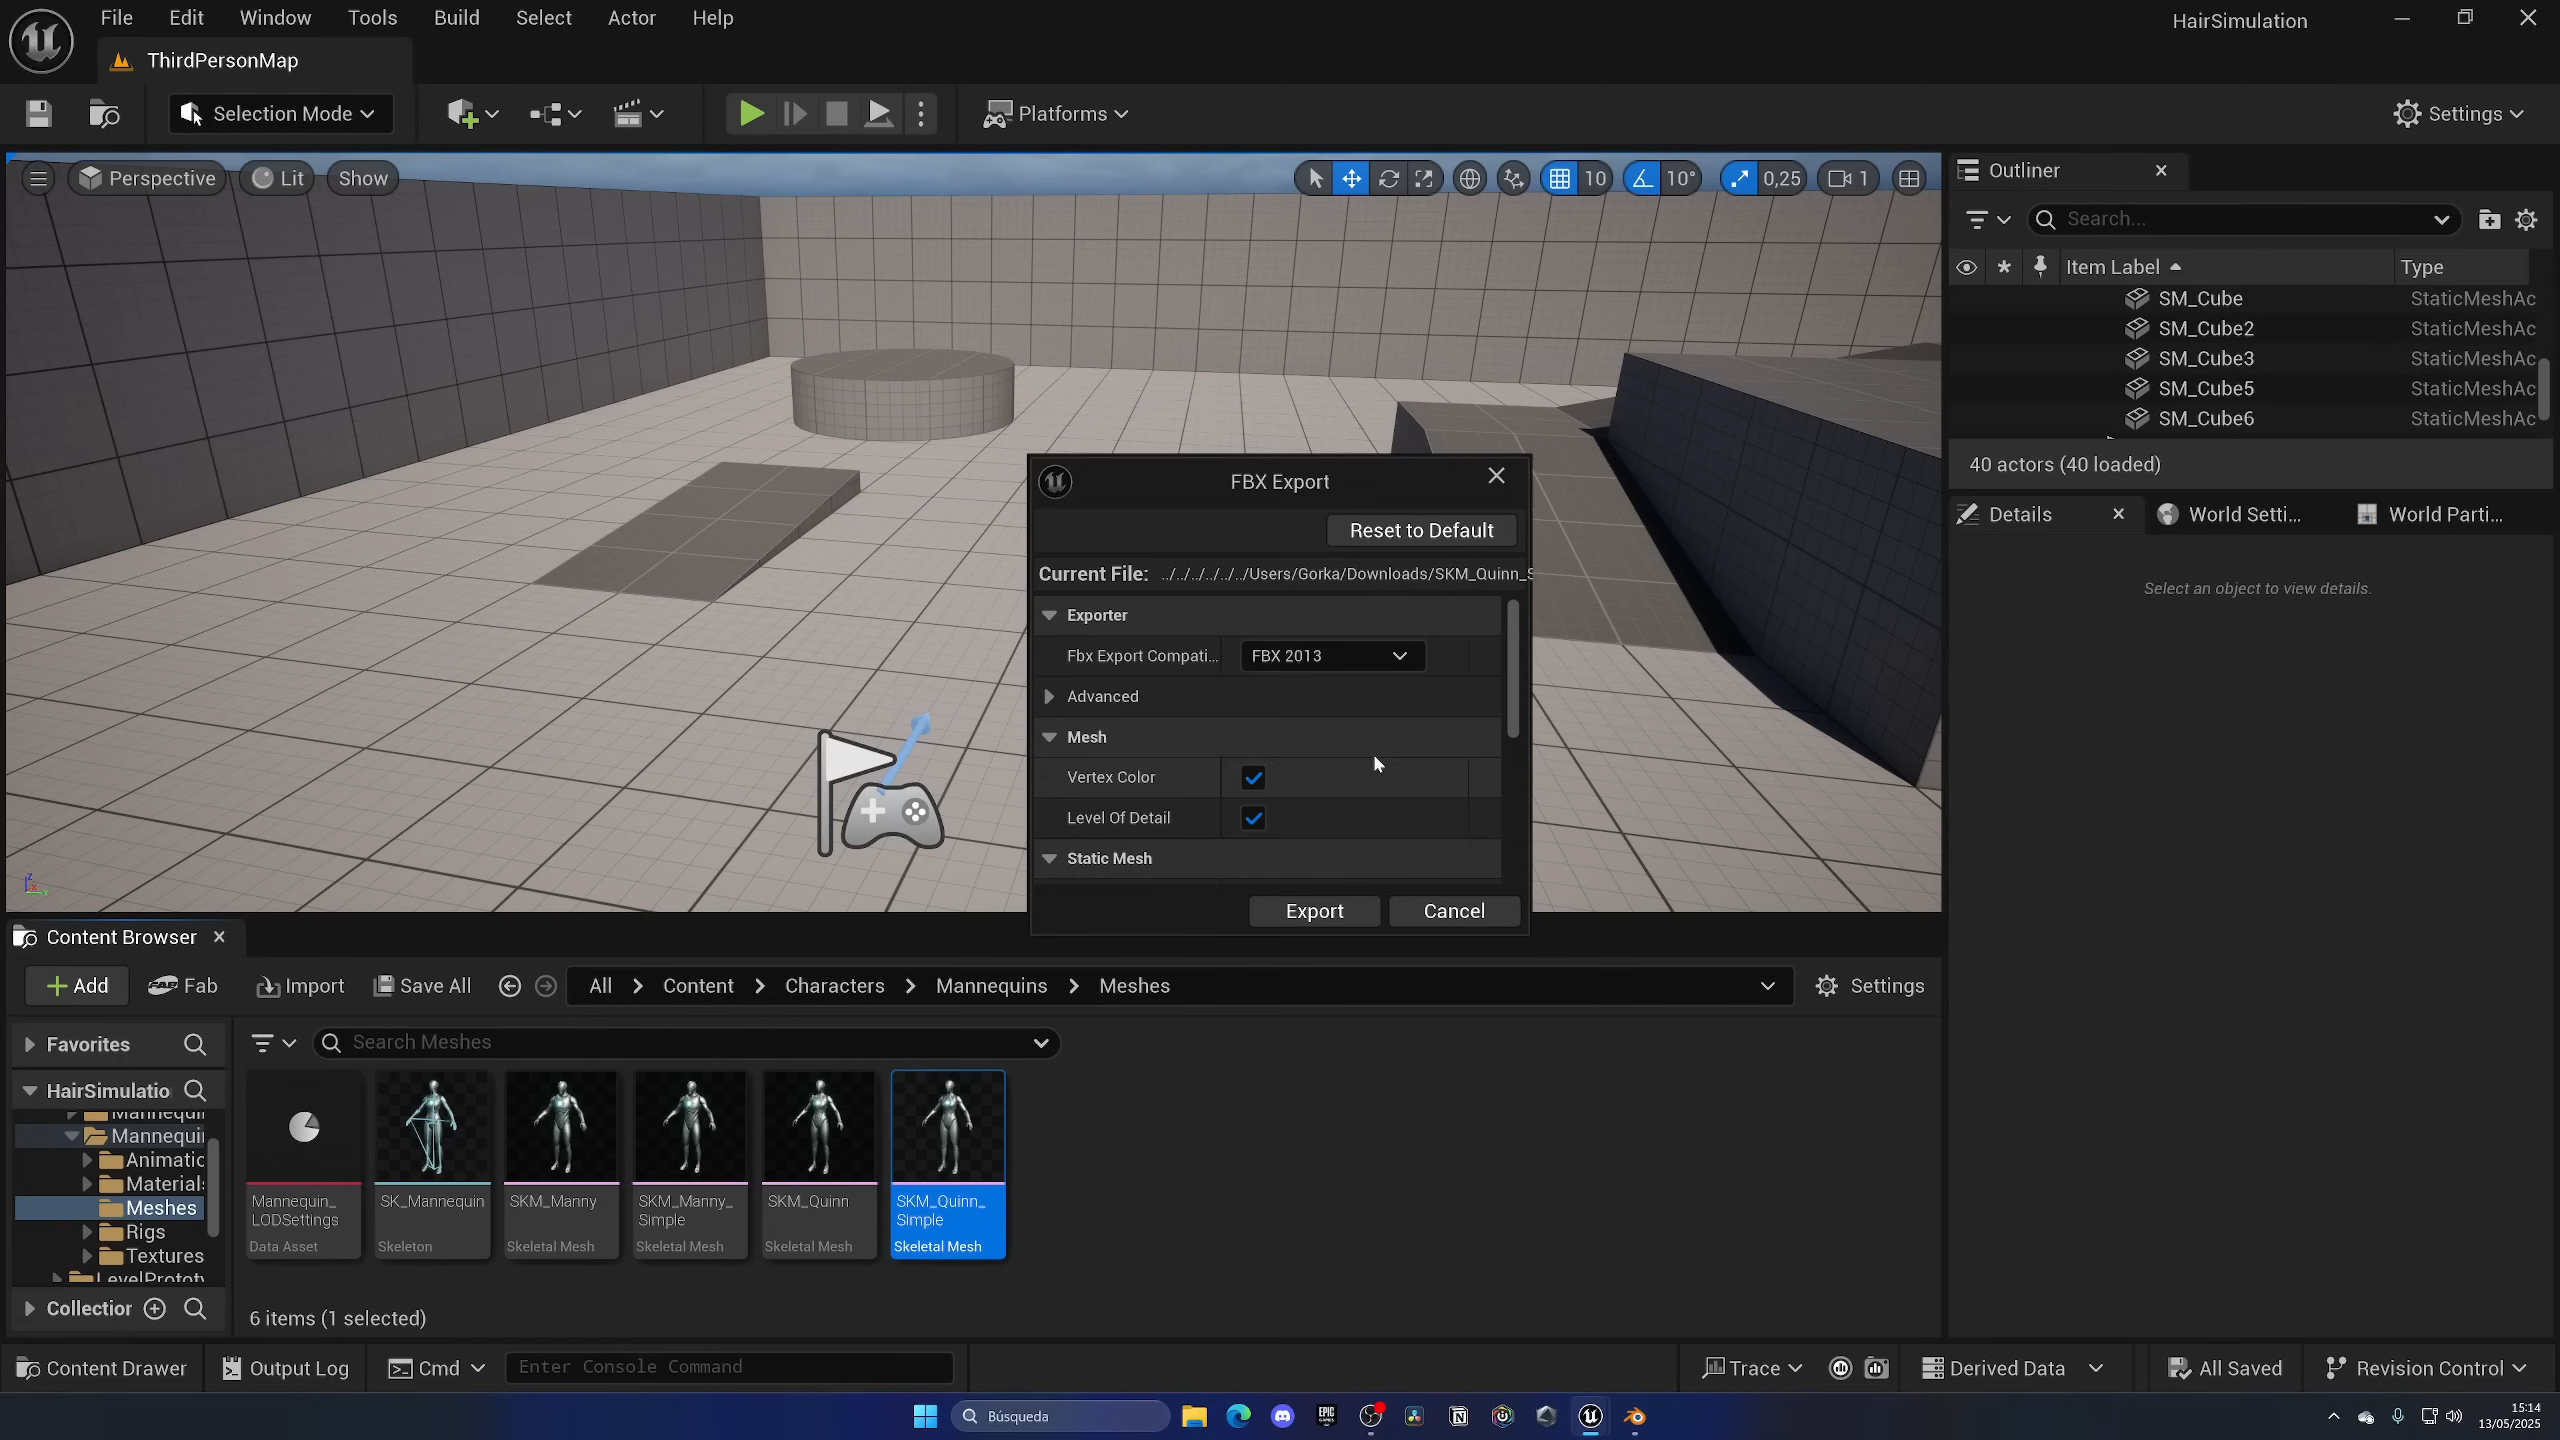 File Edit Window Tools Build Select Actor Help
HairSimulation
ThirdPersonMap
Selection Mode
Platforms
Settings
Perspective
Lit
Show
10
10°
0,25
1
Outliner
Search...
Item Label
Type
SM_Cube StaticMeshAc
SM_Cube2 StaticMeshAc
SM_Cube3 StaticMeshAc
SM_Cube5 StaticMeshAc
SM_Cube6 StaticMeshAc
40 actors (40 loaded)
Details
World Setti...
World Parti...
Select an object to view details.
FBX Export
Reset to Default
Current File: ../../../../../../Users/Gorka/Downloads/SKM_Quinn_S
Exporter
Fbx Export Compati... FBX 2013
Advanced
Mesh
Vertex Color
Level Of Detail
Static Mesh
Export
Cancel
Content Browser
Add
Fab
Import
Save All
All > Content > Characters > Mannequins > Meshes
Settings
Favorites
Search Meshes
HairSimulatio
Mannequi
Mannequi
Animatic
Materials
Meshes
Rigs
Textures
LevelPrototy
Collection
Mannequin_
LODSettings
Data Asset
SK_Mannequin
Skeleton
SKM_Manny
Skeletal Mesh
SKM_Manny_
Simple
Skeletal Mesh
SKM_Quinn
Skeletal Mesh
SKM_Quinn_
Simple
Skeletal Mesh
6 items (1 selected)
Content Drawer
Output Log
Cmd
Enter Console Command
Trace
Derived Data
All Saved
Revision Control
Búsqueda
EPIC
GAMES
15:14
13/05/2025